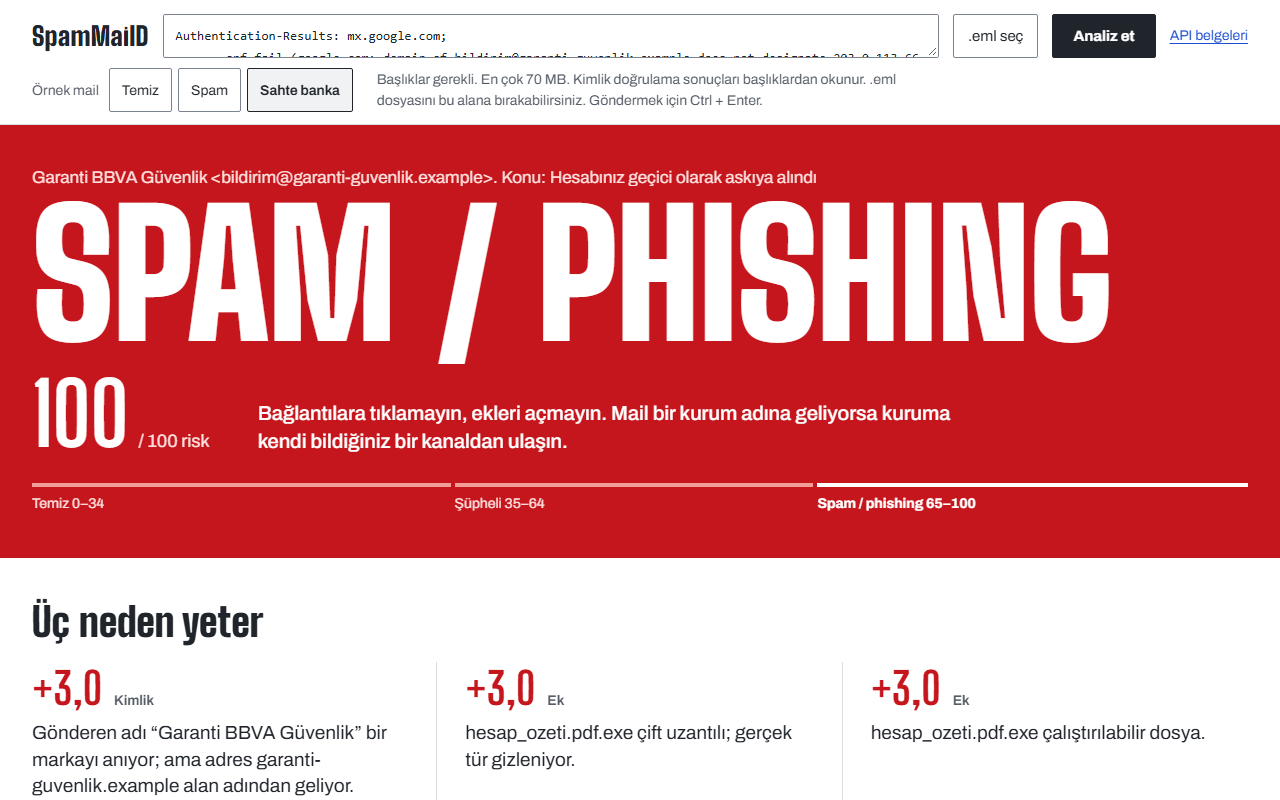 SpamMailD
Authentication-Results: mx.google.com;
.eml seç
Analiz et
API belgeleri
Örnek mail
Temiz
Spam
Sahte banka
Başlıklar gerekli. En çok 70 MB. Kimlik doğrulama sonuçları başlıklardan okunur. .eml
dosyasını bu alana bırakabilirsiniz. Göndermek için Ctrl + Enter.
Garanti BBVA Güvenlik <bildirim@garanti-guvenlik.example>. Konu: Hesabınız geçici olarak askıya alındı
SPAM / PHISHING
100 / 100 risk
Bağlantılara tıklamayın, ekleri açmayın. Mail bir kurum adına geliyorsa kuruma
kendi bildiğiniz bir kanaldan ulaşın.
Temiz 0–34
Şüpheli 35–64
Spam / phishing 65–100
Üç neden yeter
+3,0 Kimlik
Gönderen adı “Garanti BBVA Güvenlik” bir
markayı anıyor; ama adres garanti-
guvenlik.example alan adından geliyor.
+3,0 Ek
hesap_ozeti.pdf.exe çift uzantılı; gerçek
tür gizleniyor.
+3,0 Ek
hesap_ozeti.pdf.exe çalıştırılabilir dosya.